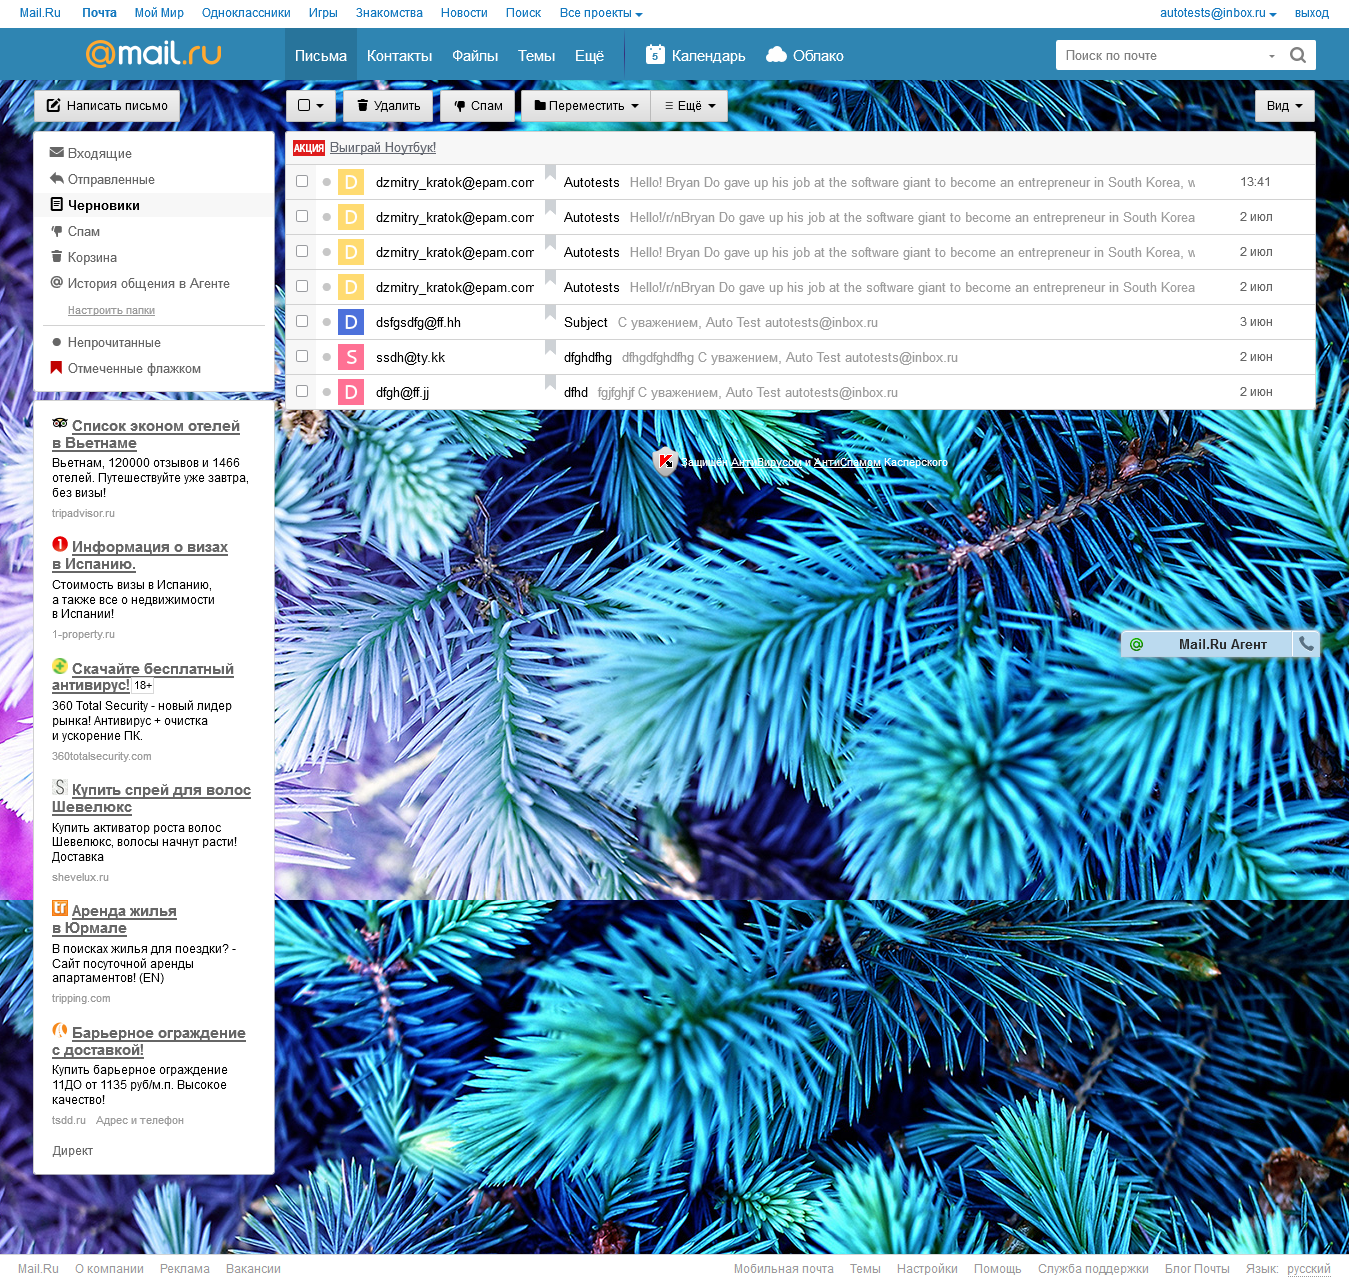 Mail.Ru Почта Мой Мир Одноклассники Игры Знакомства Новости Поиск Все проекты autotests@inbox.ru выход
@mail.ru Письма Контакты Файлы Темы Ещё 5 Календарь Облако Поиск по почте
Написать письмо Удалить Спам Переместить Ещё Вид
Входящие
Отправленные
Черновики
Спам
Корзина
История общения в Агенте
Настроить папки
Непрочитанные
Отмеченные флажком
АКЦИЯ Выиграй Ноутбук!
D dzmitry_kratok@epam.com Autotests Hello! Bryan Do gave up his job at the software giant to become an entrepreneur in South Korea, w 13:41
D dzmitry_kratok@epam.com Autotests Hello!/r/nBryan Do gave up his job at the software giant to become an entrepreneur in South Korea 2 июл
D dzmitry_kratok@epam.com Autotests Hello! Bryan Do gave up his job at the software giant to become an entrepreneur in South Korea, w 2 июл
D dzmitry_kratok@epam.com Autotests Hello!/r/nBryan Do gave up his job at the software giant to become an entrepreneur in South Korea 2 июл
D dsfgsdfg@ff.hh Subject С уважением, Auto Test autotests@inbox.ru 3 июн
S ssdh@ty.kk dfghdfhg dfhgdfghdfhg С уважением, Auto Test autotests@inbox.ru 2 июн
D dfgh@ff.jj dfhd fgjfghjf С уважением, Auto Test autotests@inbox.ru 2 июн
Защищён АнтиВирусом и АнтиСпамом Касперского
Список эконом отелей
в Вьетнаме
Вьетнам, 120000 отзывов и 1466
отелей. Путешествуйте уже завтра,
без визы!
tripadvisor.ru
1 Информация о визах
в Испанию.
Стоимость визы в Испанию,
а также все о недвижимости
в Испании!
1-property.ru
Скачайте бесплатный
антивирус! 18+
360 Total Security - новый лидер
рынка! Антивирус + очистка
и ускорение ПК.
360totalsecurity.com
S Купить спрей для волос
Шевелюкс
Купить активатор роста волос
Шевелюкс, волосы начнут расти!
Доставка
shevelux.ru
tr Аренда жилья
в Юрмале
В поисках жилья для поездки? -
Сайт посуточной аренды
апартаментов! (EN)
tripping.com
Барьерное ограждение
с доставкой!
Купить барьерное ограждение
11ДО от 1135 руб/м.п. Высокое
качество!
tsdd.ru Адрес и телефон
Директ
@ Mail.Ru Агент
Mail.Ru О компании Реклама Вакансии Мобильная почта Темы Настройки Помощь Служба поддержки Блог Почты Язык: русский